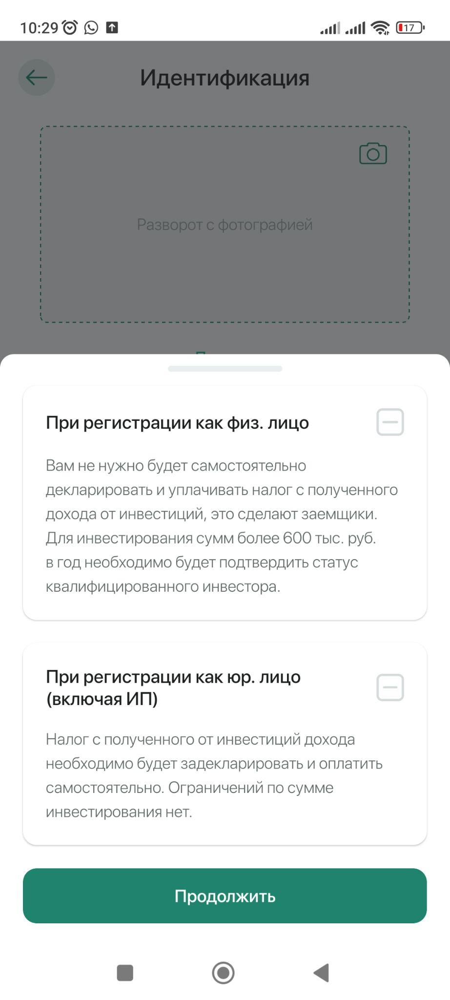 10:29
17
Идентификация
Разворот с фотографией
При регистрации как физ. лицо
Вам не нужно будет самостоятельно
декларировать и уплачивать налог с полученного
дохода от инвестиций, это сделают заемщики.
Для инвестирования сумм более 600 тыс. руб.
в год необходимо будет подтвердить статус
квалифицированного инвестора.
При регистрации как юр. лицо
(включая ИП)
Налог с полученного от инвестиций дохода
необходимо будет задекларировать и оплатить
самостоятельно. Ограничений по сумме
инвестирования нет.
Продолжить